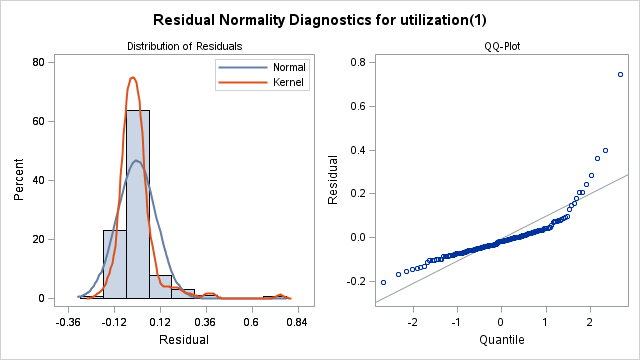 Residual Normality Diagnostics for utilization(1)
Distribution of Residuals
QQ-Plot
80
60
40
20
0
Percent
Normal
Kernel
-0.36 -0.12 0.12 0.36 0.6 0.84
Residual
0.8
0.6
0.4
0.2
0.0
-0.2
Residual
-2 -1 0 1 2
Quantile